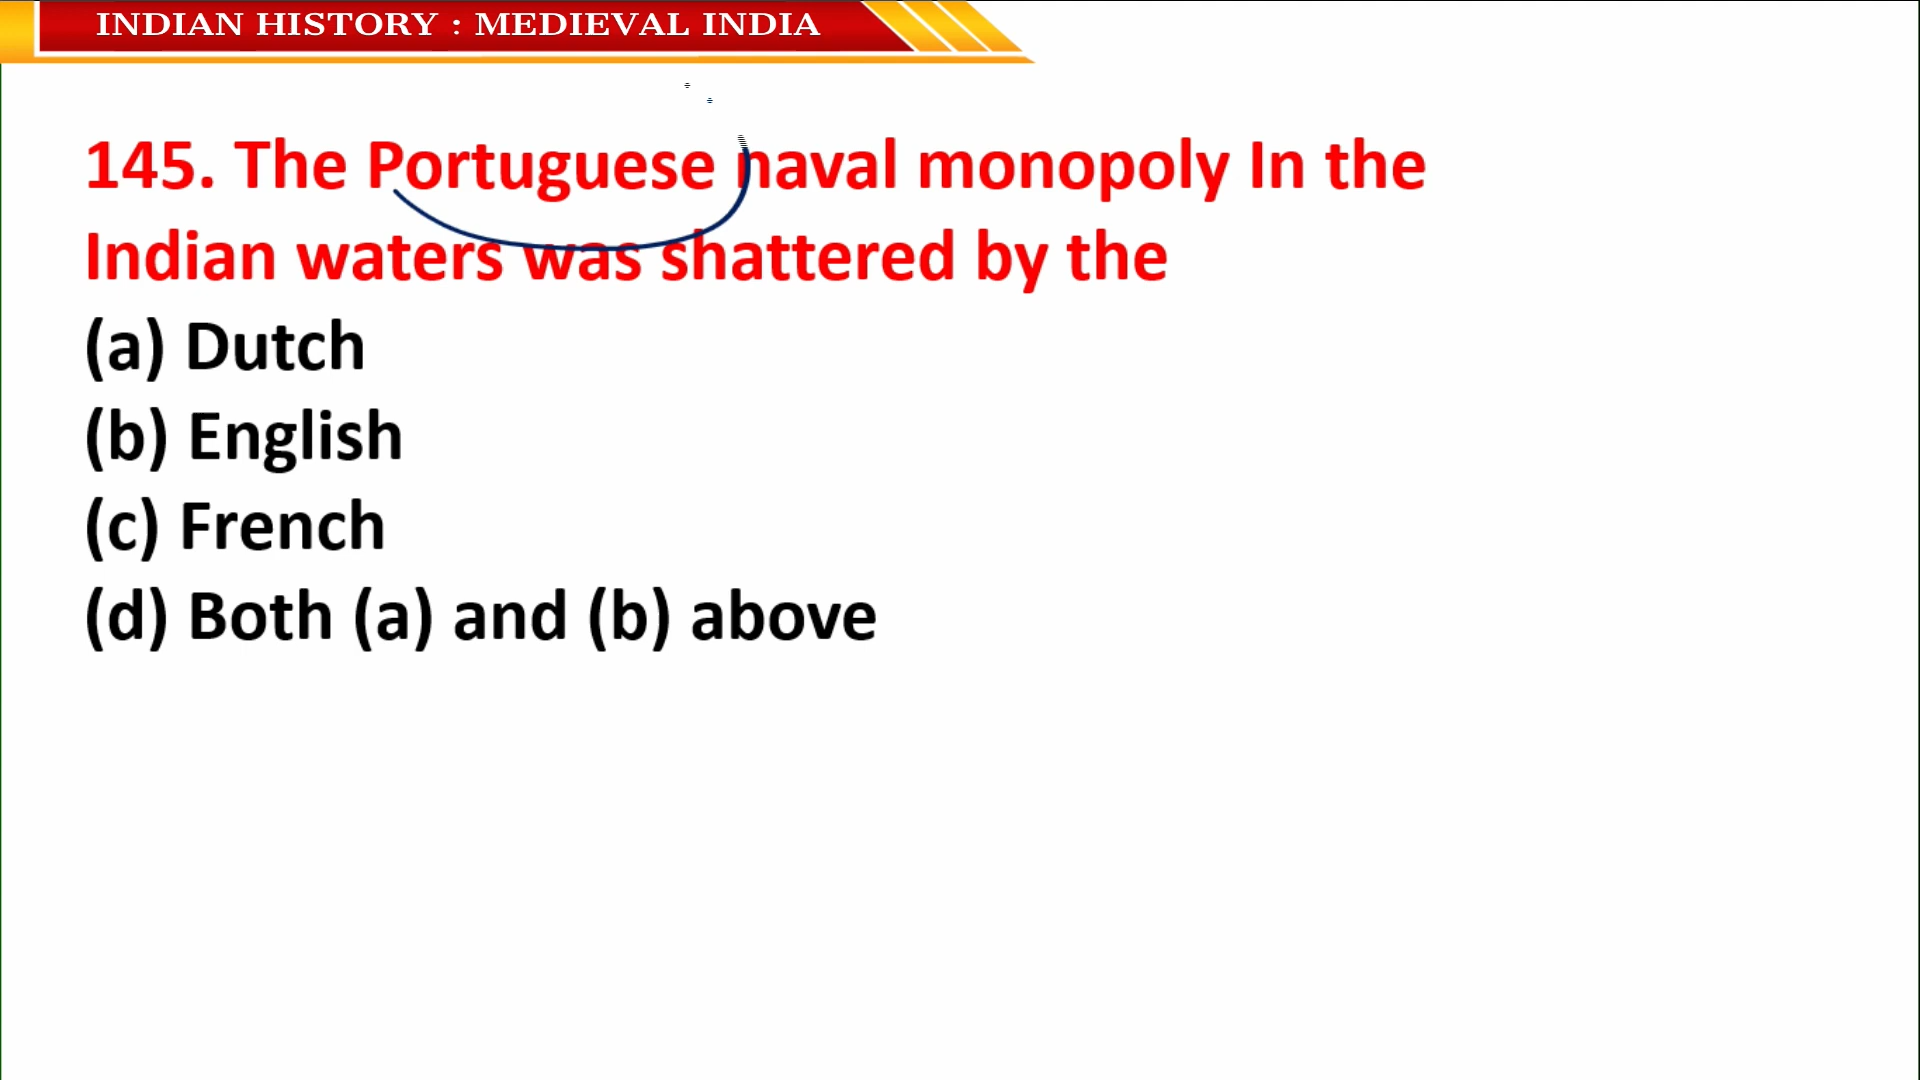 INDIAN HISTORY : MEDIEVAL INDIA
145. The Portuguese naval monopoly In the
Indian waters was shattered by the
(a) Dutch
(b) English
(c) French
(d) Both (a) and (b) above